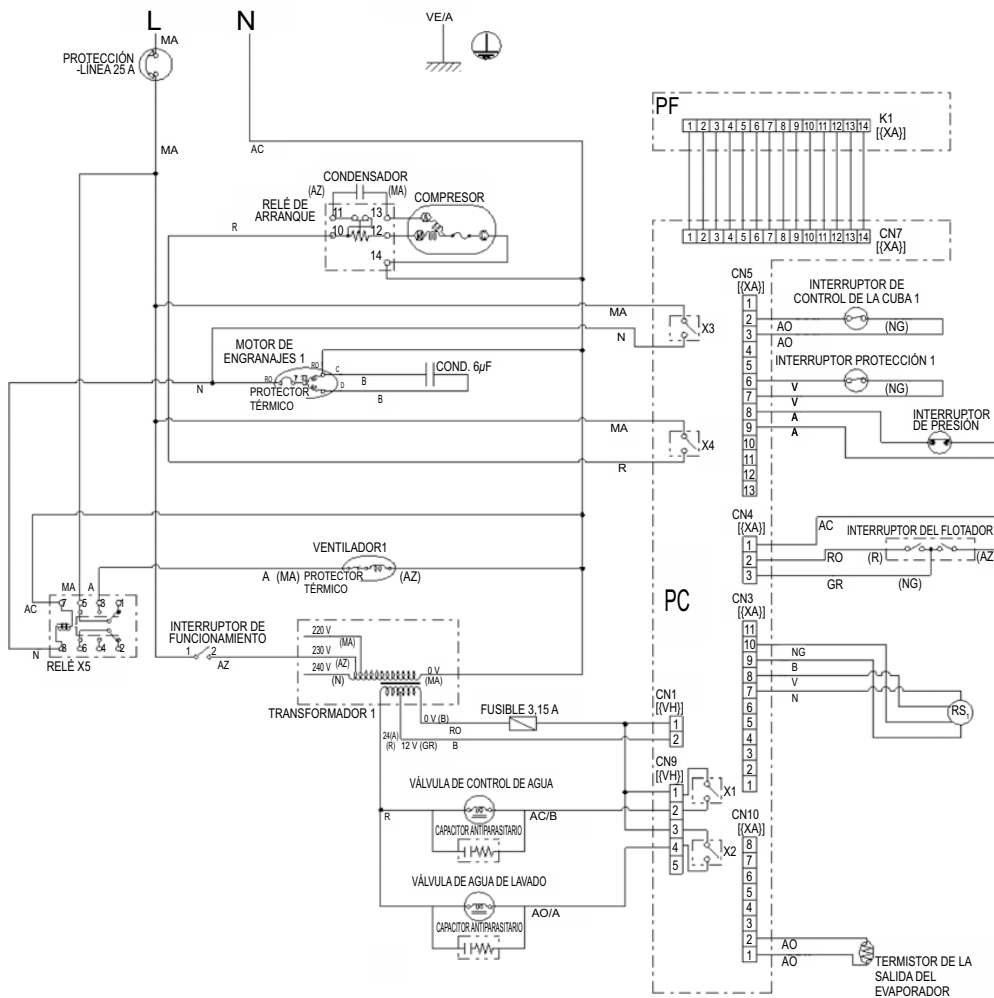 L
N
VE/A
MA
PROTECCIÓN
-LÍNEA 25 A
MA
AC
PF
K1
[{XA}]
1 2 3 4 5 6 7 8 9 10 11 12 13 14
CONDENSADOR
(AZ)
(MA)
COMPRESOR
RELÉ DE
ARRANQUE
11
13
10
12
14
R
CN7
[{XA}]
1 2 3 4 5 6 7 8 9 10 11 12 13 14
CN5
[{XA}]
1
2
3
4
5
6
7
8
9
10
11
12
13
INTERRUPTOR DE
CONTROL DE LA CUBA 1
AO
(NG)
AO
INTERRUPTOR PROTECCIÓN 1
V
(NG)
V
A
A
INTERRUPTOR
DE PRESIÓN
MA
N
X3
MOTOR DE
ENGRANAJES 1
RO
RO
C
D
B
B
COND. 6µF
N
PROTECTOR
TÉRMICO
MA
X4
R
CN4
[{XA}]
1
2
3
AC
INTERRUPTOR DEL FLOTADOR
RO
(R)
(AZ
GR
(NG)
VENTILADOR1
A
(MA)
PROTECTOR
TÉRMICO
(AZ)
MA
A
AC
7
5
3
1
8
6
4
2
N
RELÉ X5
INTERRUPTOR DE
FUNCIONAMIENTO
1
2
AZ
220 V
(MA)
230 V
(AZ)
240 V
(N)
0 V
(MA)
TRANSFORMADOR 1
24(A)
(R)
12 V (GR)
0 V (B)
RO
B
FUSIBLE 3,15 A
PC
CN1
[{VH}]
1
2
CN9
[{VH}]
1
2
3
4
5
X1
X2
CN3
[{XA}]
11
10
9
8
7
6
5
4
3
2
1
NG
B
V
N
RS1
VÁLVULA DE CONTROL DE AGUA
R
AC/B
CAPACITOR ANTIPARASITARIO
VÁLVULA DE AGUA DE LAVADO
AO/A
CAPACITOR ANTIPARASITARIO
CN10
[{XA}]
8
7
6
5
4
3
2
1
AO
AO
TERMISTOR DE LA
SALIDA DEL
EVAPORADOR